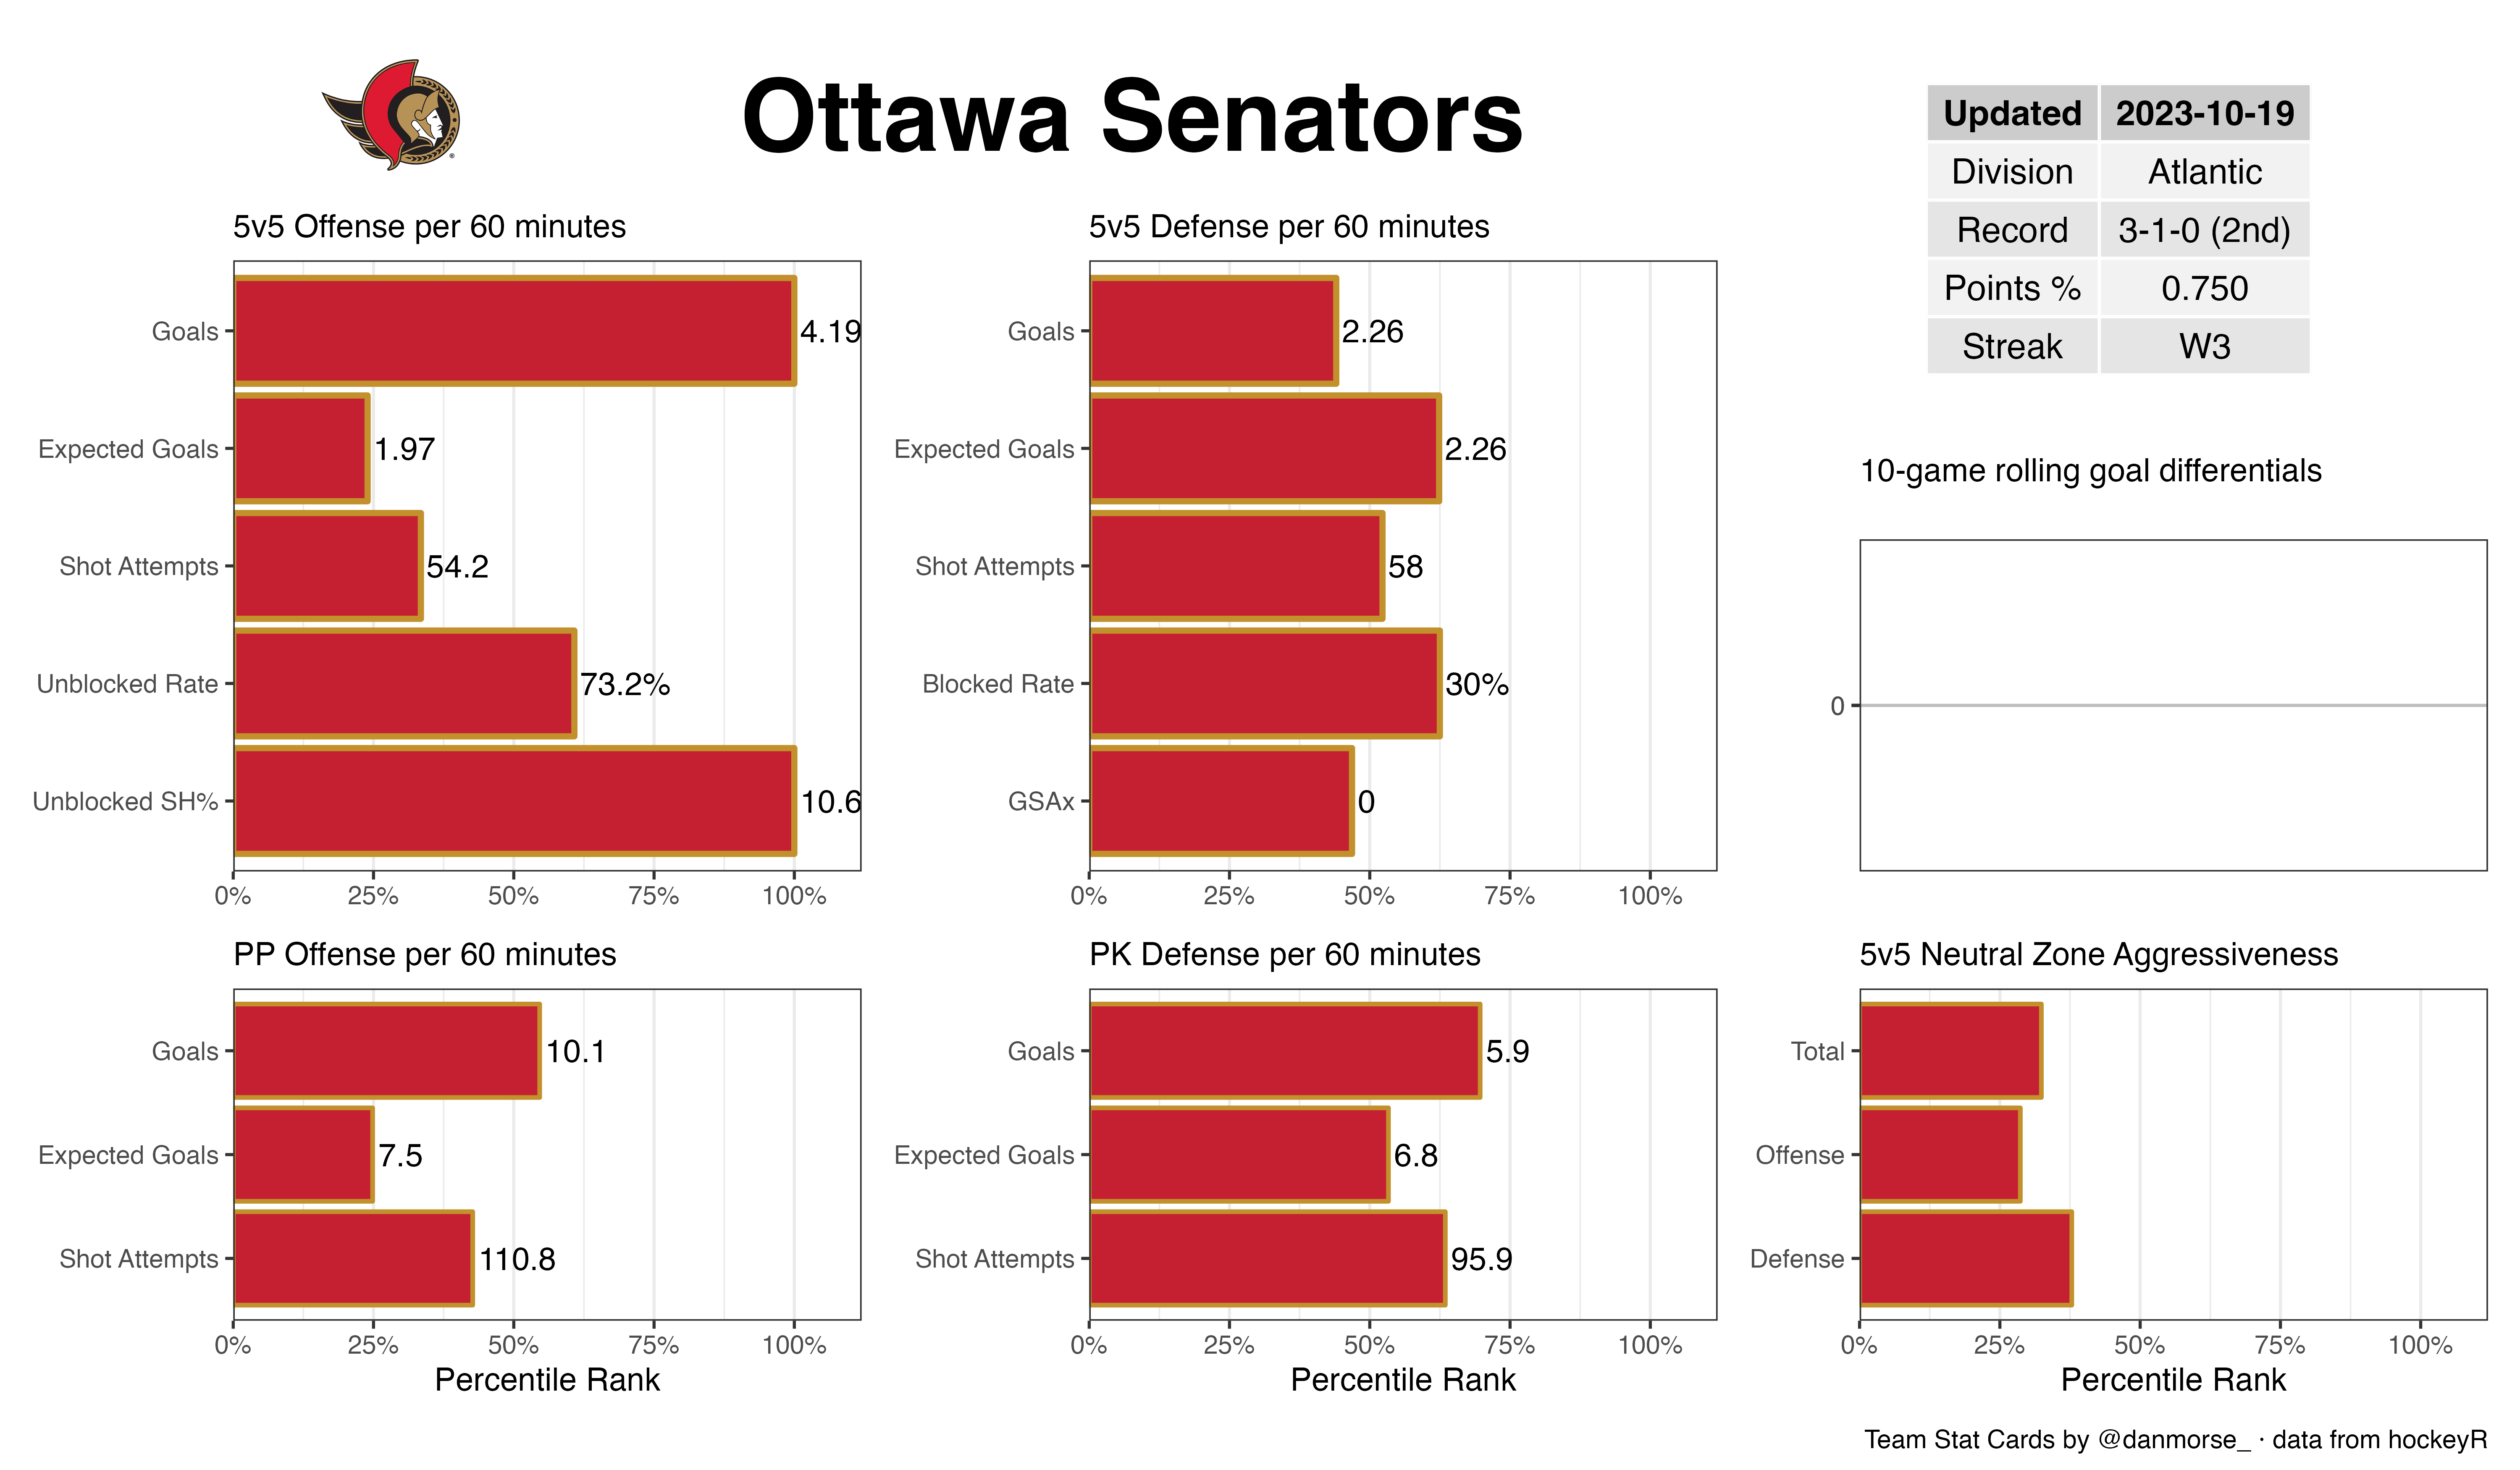 Ottawa Senators
Updated 2023-10-19
Division Atlantic
Record 3-1-0 (2nd)
Points % 0.750
Streak W3
5v5 Offense per 60 minutes
Goals 4.19
Expected Goals 1.97
Shot Attempts 54.2
Unblocked Rate 73.2%
Unblocked SH% 10.6
0% 25% 50% 75% 100%
5v5 Defense per 60 minutes
Goals 2.26
Expected Goals 2.26
Shot Attempts 58
Blocked Rate 30%
GSAx 0
0% 25% 50% 75% 100%
10-game rolling goal differentials
0
PP Offense per 60 minutes
Goals 10.1
Expected Goals 7.5
Shot Attempts 110.8
0% 25% 50% 75% 100%
Percentile Rank
PK Defense per 60 minutes
Goals 5.9
Expected Goals 6.8
Shot Attempts 95.9
0% 25% 50% 75% 100%
Percentile Rank
5v5 Neutral Zone Aggressiveness
Total
Offense
Defense
0% 25% 50% 75% 100%
Percentile Rank
Team Stat Cards by @danmorse_ · data from hockeyR